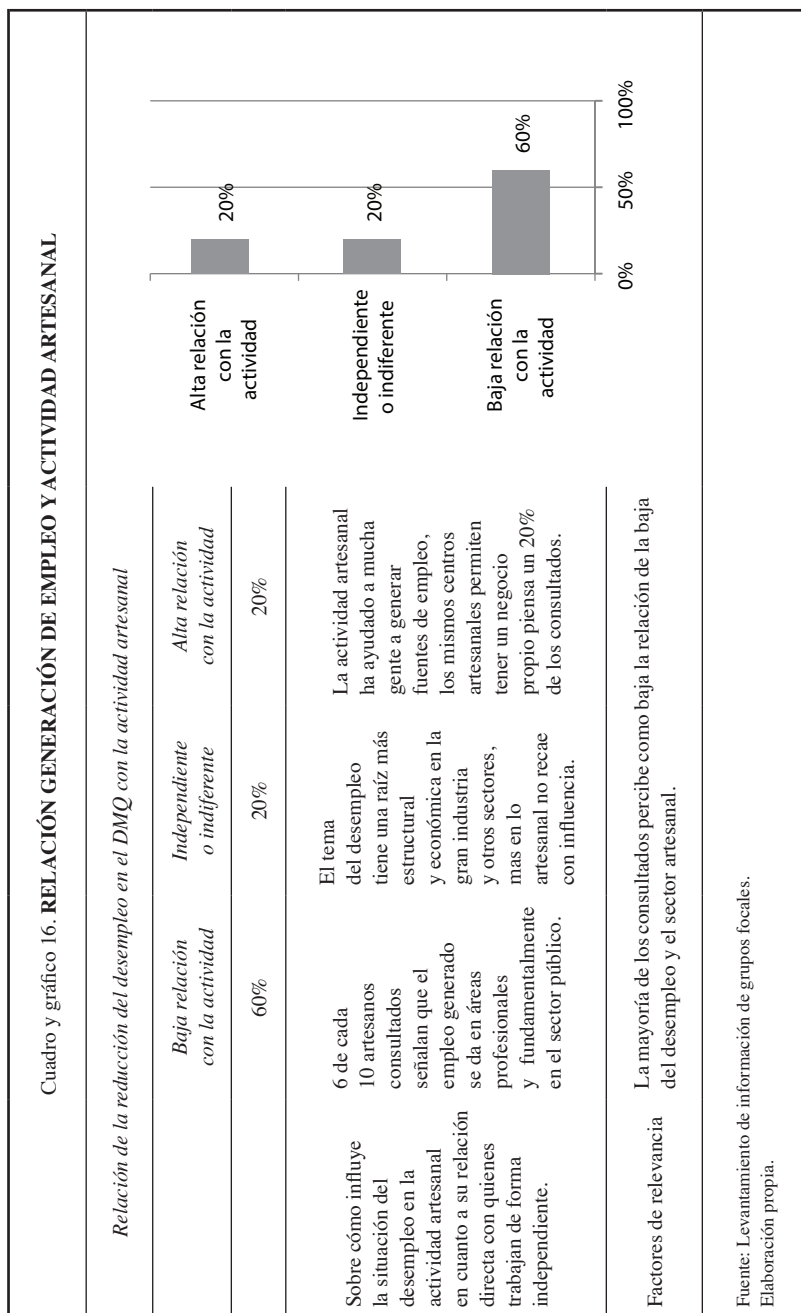 Cuadro y gráfico 16. RELACIÓN GENERACIÓN DE EMPLEO Y ACTIVIDAD ARTESANAL
Relación de la reducción del desempleo en el DMQ con la actividad artesanal
Baja relación
con la actividad
Independiente
o indiferente
Alta relación
con la actividad
60%
20%
20%
Sobre cómo influye
la situación del
desempleo en la
actividad artesanal
en cuanto a su relación
directa con quienes
trabajan de forma
independiente.
6 de cada
10 artesanos
consultados
señalan que el
empleo generado
se da en áreas
profesionales
y fundamentalmente
en el sector público.
El tema
del desempleo
tiene una raíz más
estructural
y económica en la
gran industria
y otros sectores,
mas en lo
artesanal no recae
con influencia.
La actividad artesanal
ha ayudado a mucha
gente a generar
fuentes de empleo,
los mismos centros
artesanales permiten
tener un negocio
propio piensa un 20%
de los consultados.
Factores de relevancia
La mayoría de los consultados percibe como baja la relación de la baja
del desempleo y el sector artesanal.
Alta relación
con la
actividad
20%
Independiente
o indiferente
20%
Baja relación
con la
actividad
60%
0%
50%
100%
Fuente: Levantamiento de información de grupos focales.
Elaboración propia.